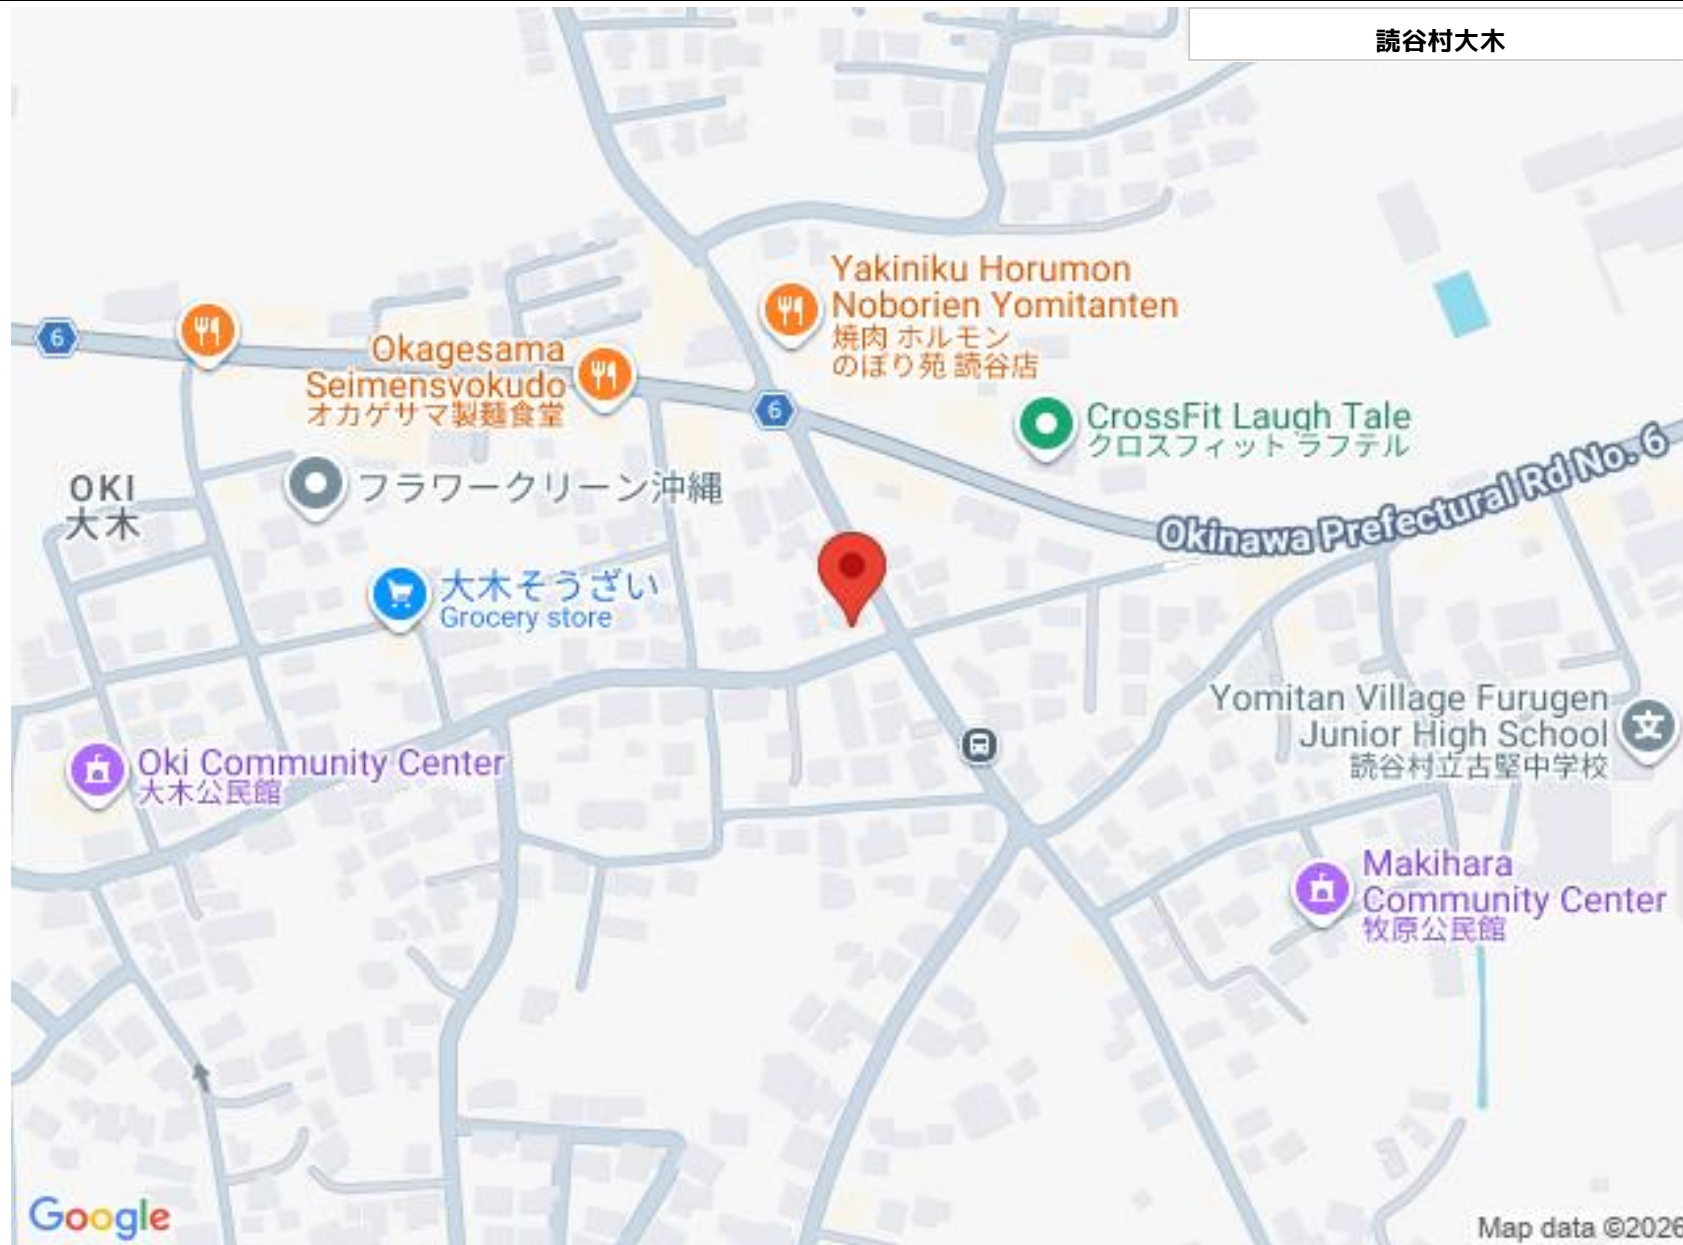 読谷村大木
Yakiniku Horumon
Noborien Yomitanten
焼肉 ホルモン
のぼり苑 読谷店
6
Okagesama
Seimensvokudo
オカゲサマ製麺食堂
6
CrossFit Laugh Tale
クロスフィット ラフテル
Okinawa Prefectural Rd No. 6
OKI
大木
フラワークリーン沖縄
大木そうざい
Grocery store
Yomitan Village Furugen
Junior High School
読谷村立古堅中学校
文
Oki Community Center
大木公民館
Makihara
Community Center
牧原公民館
Google
Map data ©2026